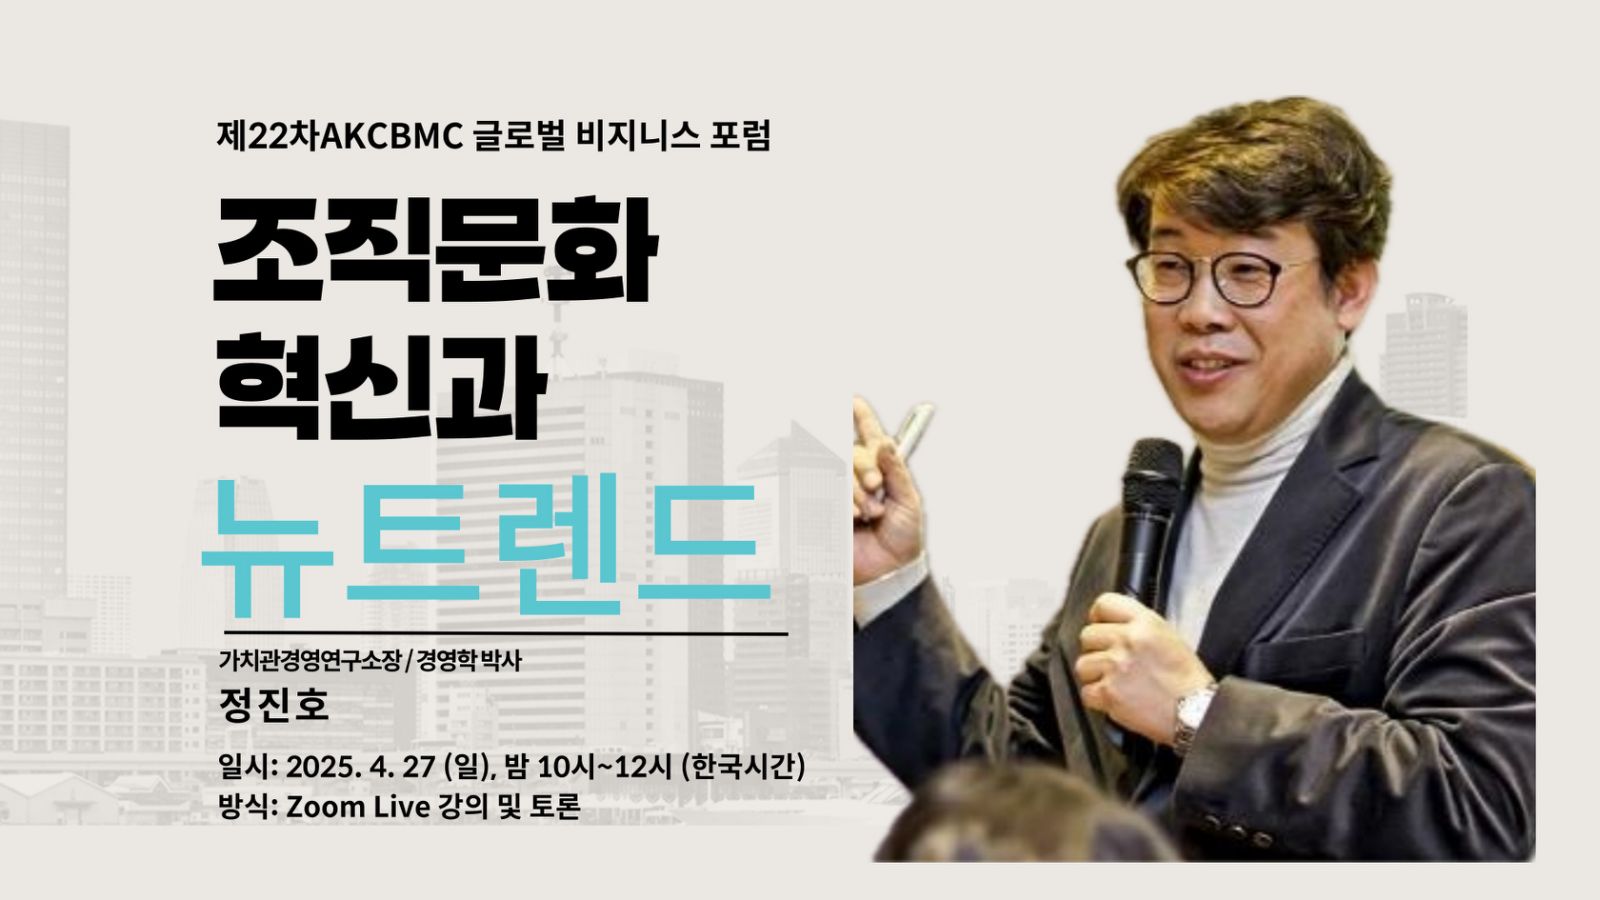 제22차AKCBMC 글로벌 비지니스 포럼
조직문화
혁신과
뉴트렌드
가치관경영연구소장 / 경영학 박사
정진호
일시: 2025. 4. 27 (일), 밤 10시~12시 (한국시간)
방식: Zoom Live 강의 및 토론